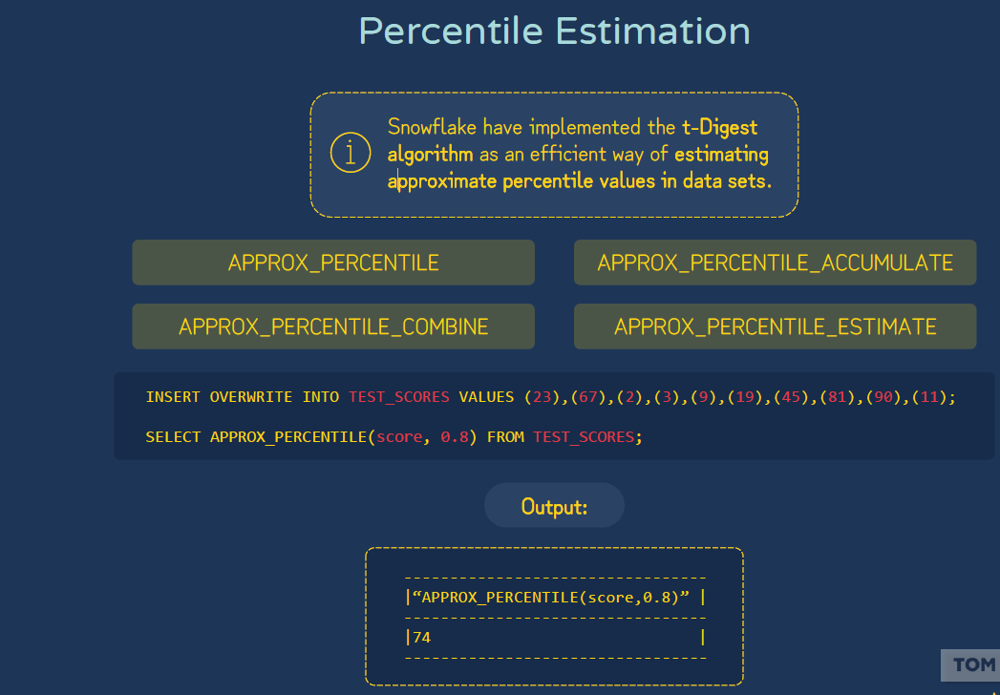 Percentile Estimation
Snowflake have implemented the t-Digest
algorithm as an efficient way of estimating
approximate percentile values in data sets.
APPROX_PERCENTILE
APPROX_PERCENTILE_ACCUMULATE
APPROX_PERCENTILE_COMBINE
APPROX_PERCENTILE_ESTIMATE
INSERT OVERWRITE INTO TEST_SCORES VALUES (23),(67),(2),(3),(9),(19),(45),(81),(90),(11);
SELECT APPROX_PERCENTILE(score, 0.8) FROM TEST_SCORES;
Output:
---------------------------------
|“APPROX_PERCENTILE(score,0.8)” |
---------------------------------
|74 |
---------------------------------
TOM